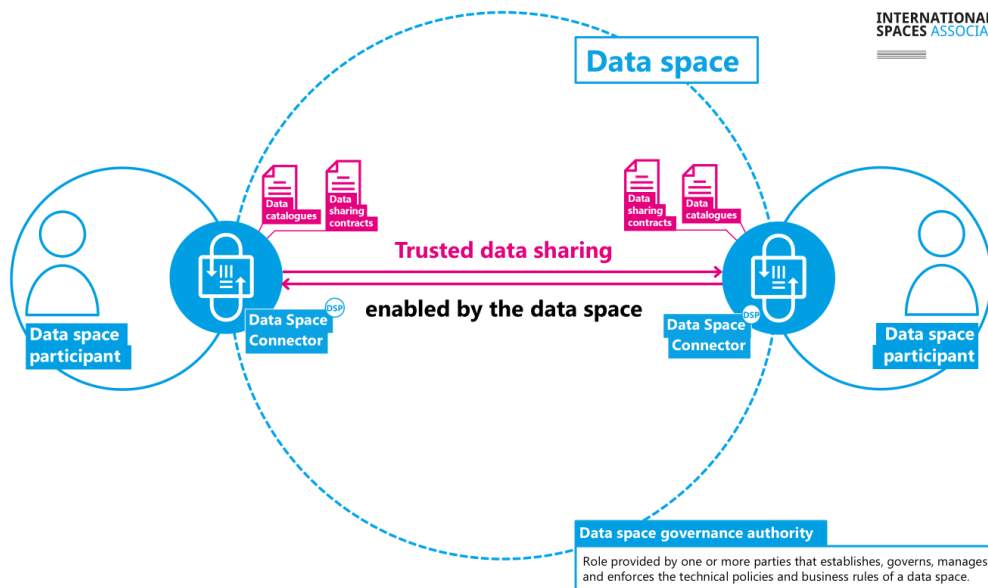 INTERNATIONAL
SPACES ASSOCIA
Data space
Data
catalogues
Data
sharing
contracts
Data
sharing
contracts
Data
catalogues
Trusted data sharing
enabled by the data space
DSP
Data Space
Connector
DSP
Data Space
Connector
Data space
participant
Data space
participant
Data space governance authority
Role provided by one or more parties that establishes, governs, manages
and enforces the technical policies and business rules of a data space.